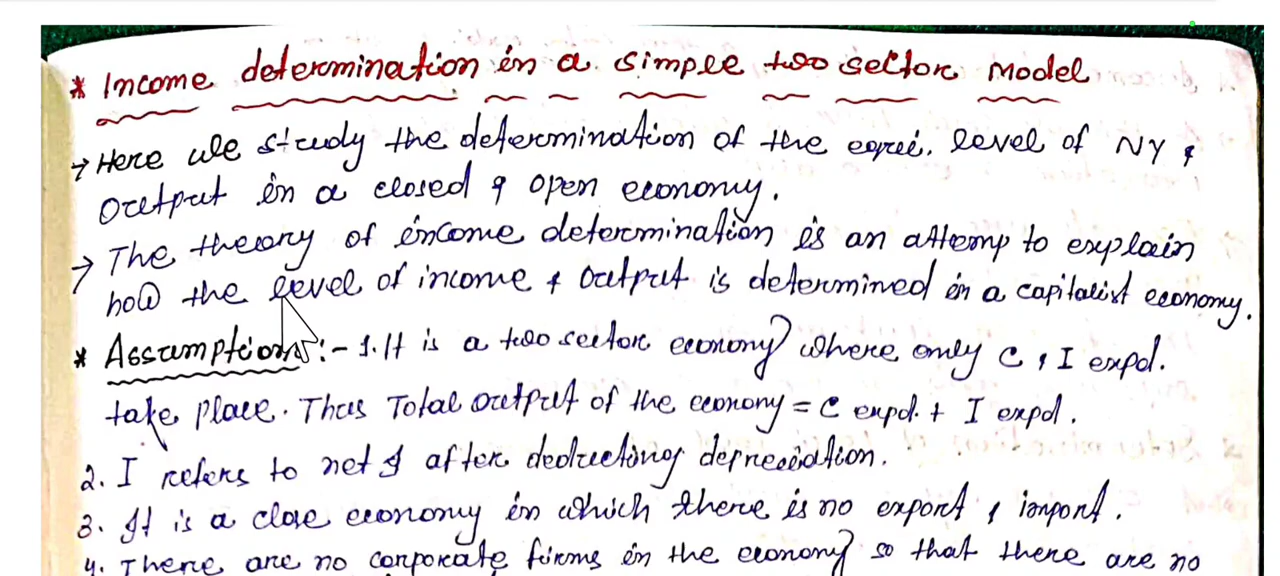 * Income determination in a simple two sector Model
→ Here we study the determination of the equi. level of NY &
Output in a closed & open economy.
→ The theory of income determination is an attemp to explain
how the level of income & Output is determined in a capitalist economy.
* Assumptions :- 1. It is a two sector economy where only C, I expd.
take place. Thus Total output of the economy = C expd. + I expd.
2. I refers to net I after deducting depreciation.
3. It is a close economy in which there is no export & import.
4. There are no corporate firms in the economy so that there are no